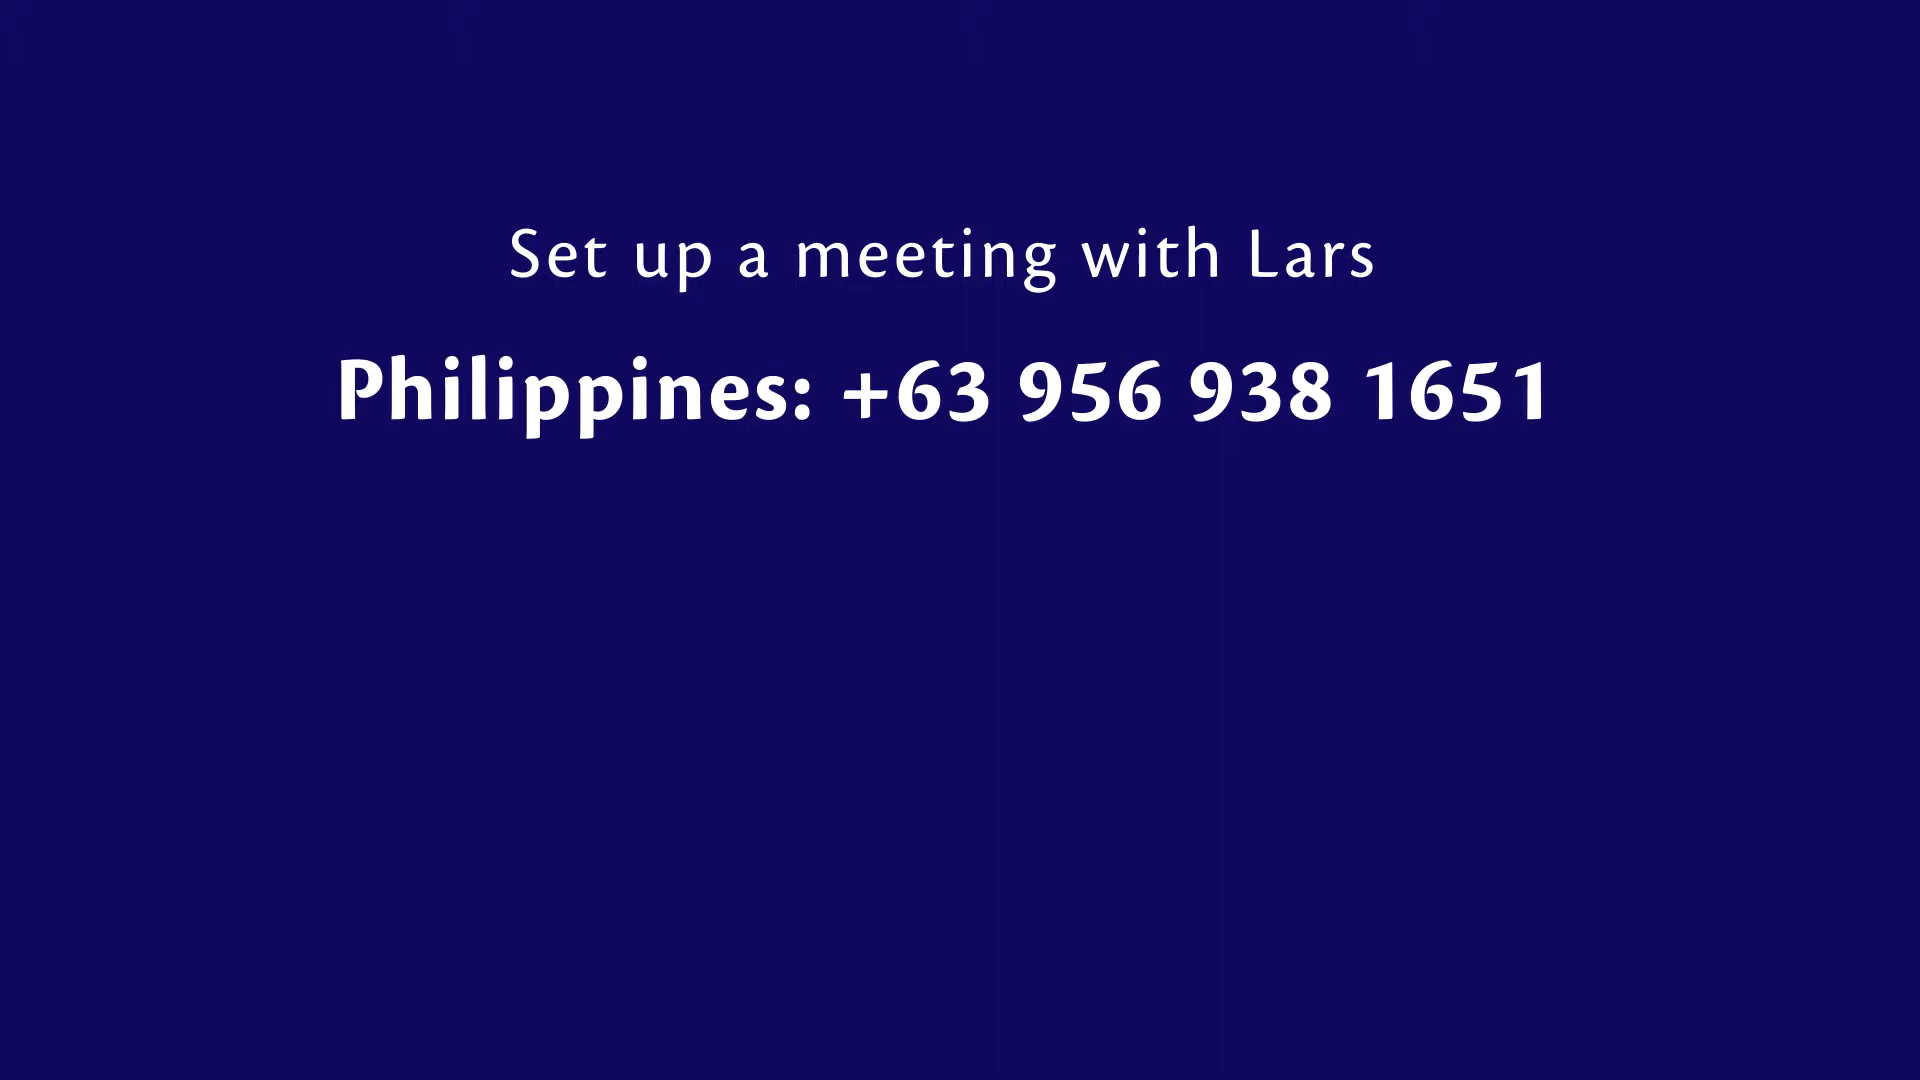 Set up a meeting with Lars
Philippines: +63 956 938 1651